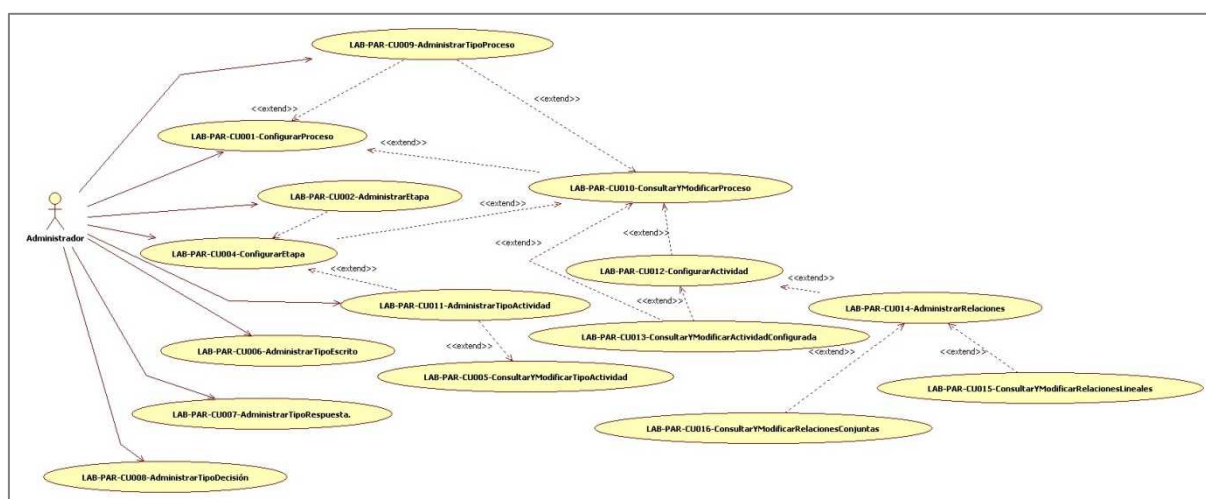 LAB-PAR-CU009-AdministrarTipoProceso
<<extend>>
<<extend>>
LAB-PAR-CU001-ConfigurarProceso
<<extend>>
LAB-PAR-CU010-ConsultarYModificarProceso
LAB-PAR-CU002-AdministrarEtapa
<<extend>>
Administrador
<<extend>>
<<extend>>
LAB-PAR-CU004-ConfigurarEtapa
<<extend>>
LAB-PAR-CU012-ConfigurarActividad
<<extend>>
LAB-PAR-CU011-AdministrarTipoActividad
<<extend>>
LAB-PAR-CU014-AdministrarRelaciones
LAB-PAR-CU013-ConsultarYModificarActividadConfigurada
LAB-PAR-CU006-AdministrarTipoEscrito
<<extend>>
<<extend>>
<<extend>>
LAB-PAR-CU005-ConsultarYModificarTipoActividad
LAB-PAR-CU015-ConsultarYModificarRelacionesLineales
LAB-PAR-CU007-AdministrarTipoRespuesta.
LAB-PAR-CU016-ConsultarYModificarRelacionesConjuntas
LAB-PAR-CU008-AdministrarTipoDecisión